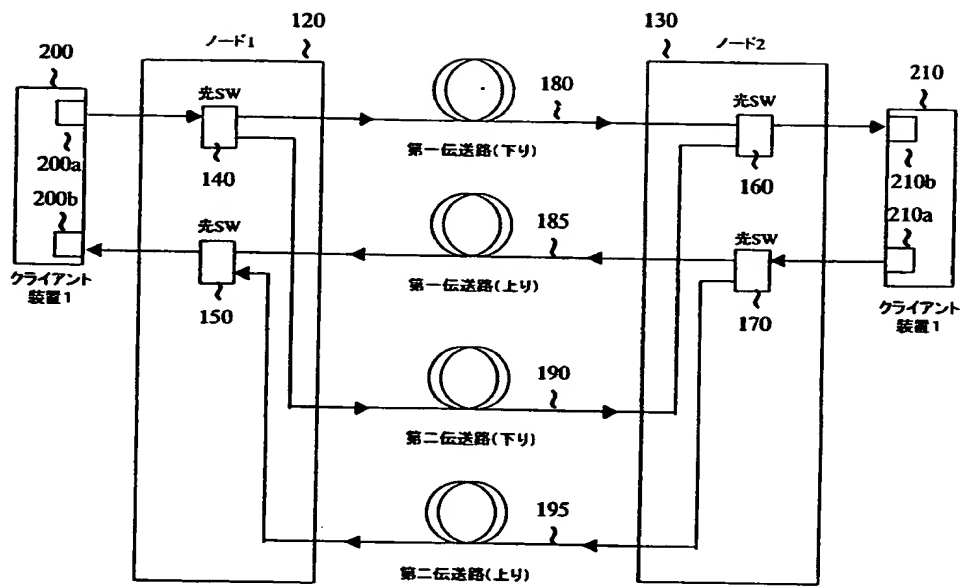 120
130
ノード1
ノード2
200
210
光SW
180
光SW
200a
第一伝送路(下り)
210b
140
160
200b
210a
光SW
185
光SW
クライアント
装置1
第一伝送路(上り)
クライアント
装置1
150
170
190
第二伝送路(下り)
195
第二伝送路(上り)